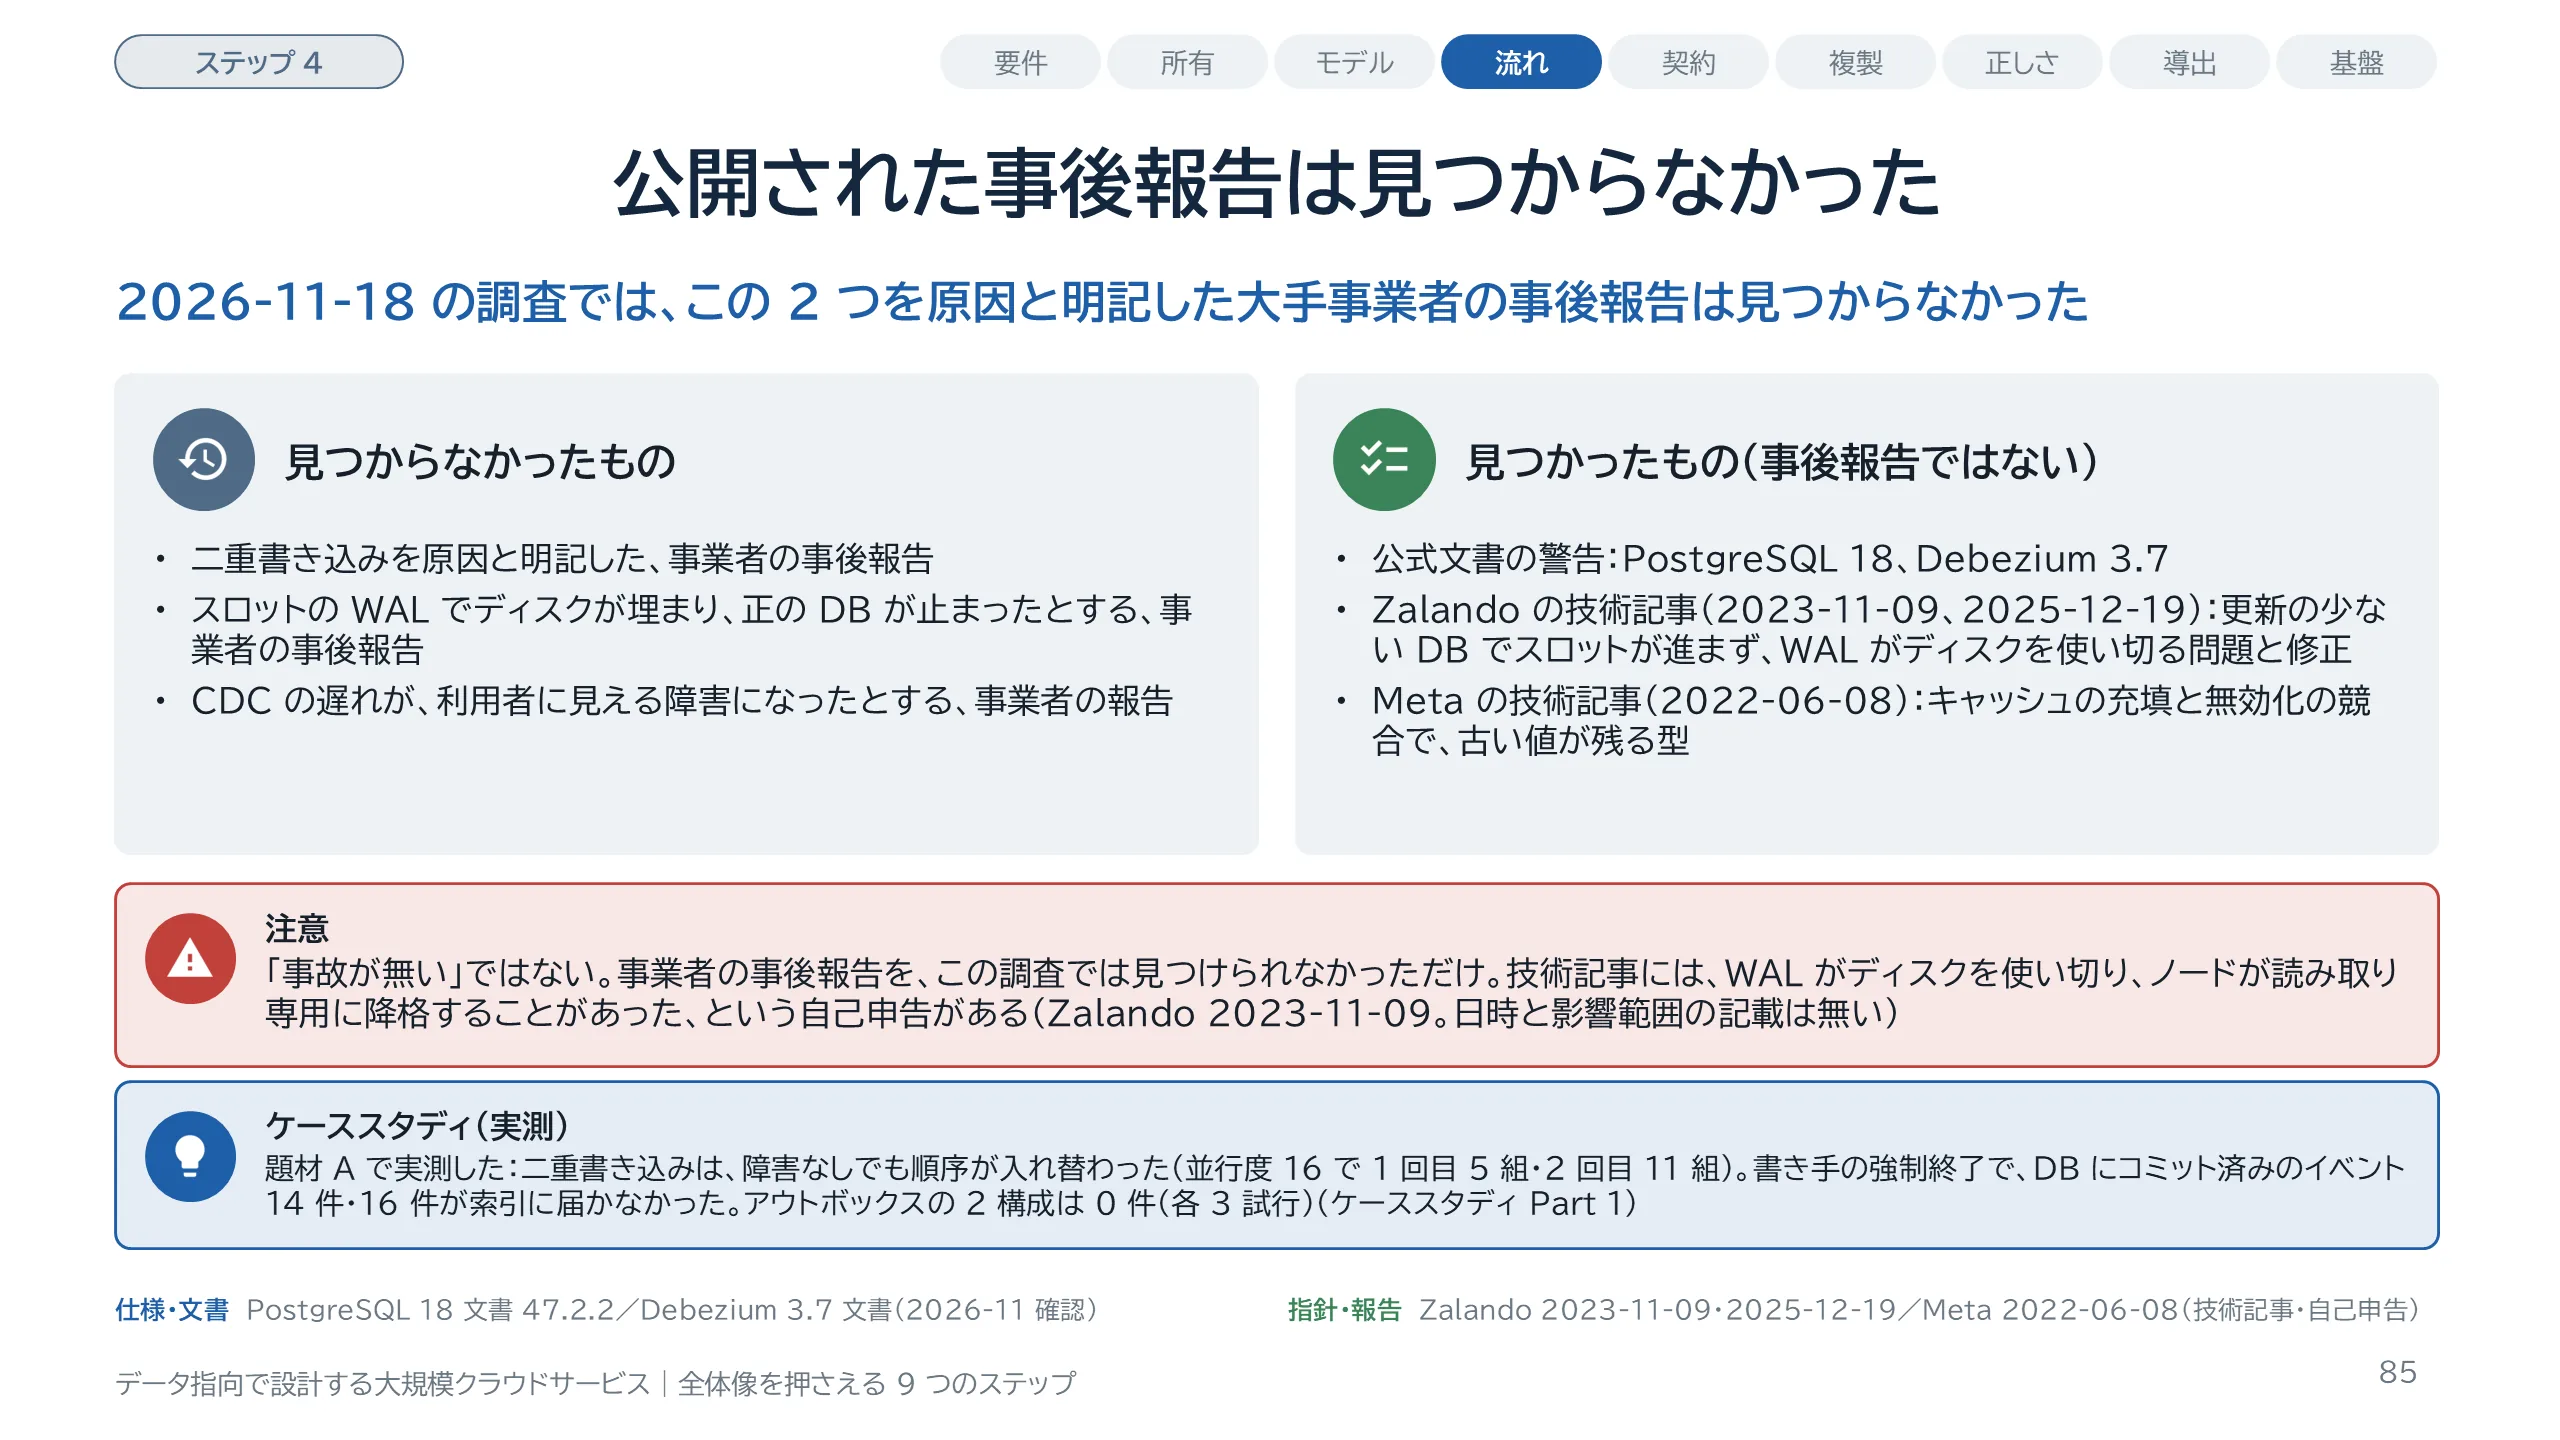 ステップ 4
要件
所有
モデル
流れ
契約
複製
正しさ
導出
基盤
公開された事後報告は見つからなかった
2026-11-18 の調査では、この 2 つを原因と明記した大手事業者の事後報告は見つからなかった
見つからなかったもの
・ 二重書き込みを原因と明記した、事業者の事後報告
・ スロットの WAL でディスクが埋まり、正の DB が止まったとする、事
業者の事後報告
・ CDC の遅れが、利用者に見える障害になったとする、事業者の報告
見つかったもの(事後報告ではない)
・ 公式文書の警告:PostgreSQL 18、Debezium 3.7
・ Zalando の技術記事(2023-11-09、2025-12-19):更新の少な
い DB でスロットが進まず、WAL がディスクを使い切る問題と修正
・ Meta の技術記事(2022-06-08):キャッシュの充填と無効化の競
合で、古い値が残る型
注意
「事故が無い」ではない。事業者の事後報告を、この調査では見つけられなかっただけ。技術記事には、WAL がディスクを使い切り、ノードが読み取り
専用に降格することがあった、という自己申告がある(Zalando 2023-11-09。日時と影響範囲の記載は無い)
ケーススタディ(実測)
題材 A で実測した:二重書き込みは、障害なしでも順序が入れ替わった(並行度 16 で 1 回目 5 組・2 回目 11 組)。書き手の強制終了で、DB にコミット済みのイベント
14 件・16 件が索引に届かなかった。アウトボックスの 2 構成は 0 件(各 3 試行)(ケーススタディ Part 1)
仕様・文書 PostgreSQL 18 文書 47.2.2/Debezium 3.7 文書(2026-11 確認)
指針・報告 Zalando 2023-11-09・2025-12-19/Meta 2022-06-08(技術記事・自己申告)
データ指向で設計する大規模クラウドサービス|全体像を押さえる 9 つのステップ
85